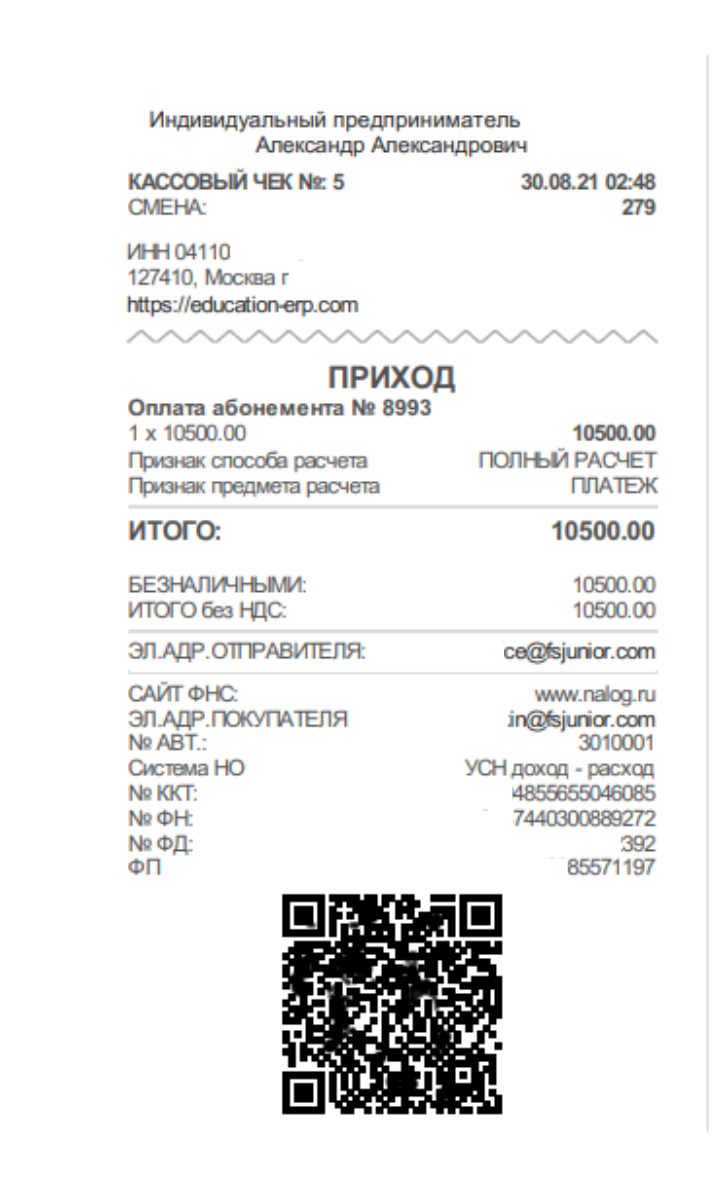 Индивидуальный предприниматель
Александр Александрович
КАССОВЫЙ ЧЕК №: 5 30.08.21 02:48
СМЕНА: 279
ИНН 04110
127410, Москва г
https://education-erp.com
ПРИХОД
Оплата абонемента № 8993
1 x 10500.00 10500.00
Признак способа расчета ПОЛНЫЙ РАСЧЕТ
Признак предмета расчета ПЛАТЕЖ
ИТОГО: 10500.00
БЕЗНАЛИЧНЫМИ: 10500.00
ИТОГО без НДС: 10500.00
ЭЛ.АДР.ОТПРАВИТЕЛЯ: ce@fsjunior.com
САЙТ ФНС: www.nalog.ru
ЭЛ.АДР.ПОКУПАТЕЛЯ in@fsjunior.com
№ АВТ.: 3010001
Система НО УСН доход - расход
№ ККТ: 4855655046085
№ ФН: 7440300889272
№ ФД: 392
ФП 85571197